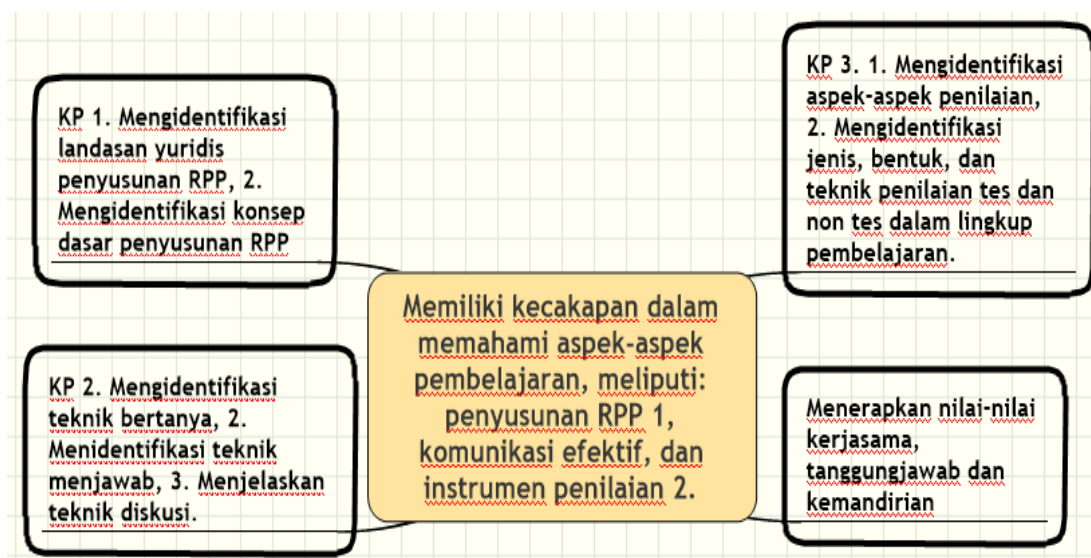 KP 1. Mengidentifikasi
landasan yuridis
penyusunan RPP, 2.
Mengidentifikasi konsep
dasar penyusunan RPP
KP 2. Mengidentifikasi
teknik bertanya, 2.
Menidentifikasi teknik
menjawab, 3. Menjelaskan
teknik diskusi.
Memiliki kecakapan dalam
memahami aspek-aspek
pembelajaran, meliputi:
penyusunan RPP 1,
komunikasi efektif, dan
instrumen penilaian 2.
KP 3. 1. Mengidentifikasi
aspek-aspek penilaian,
2. Mengidentifikasi
jenis, bentuk, dan
teknik penilaian tes dan
non tes dalam lingkup
pembelajaran.
Menerapkan nilai-nilai
kerjasama,
tanggungjawab dan
kemandirian